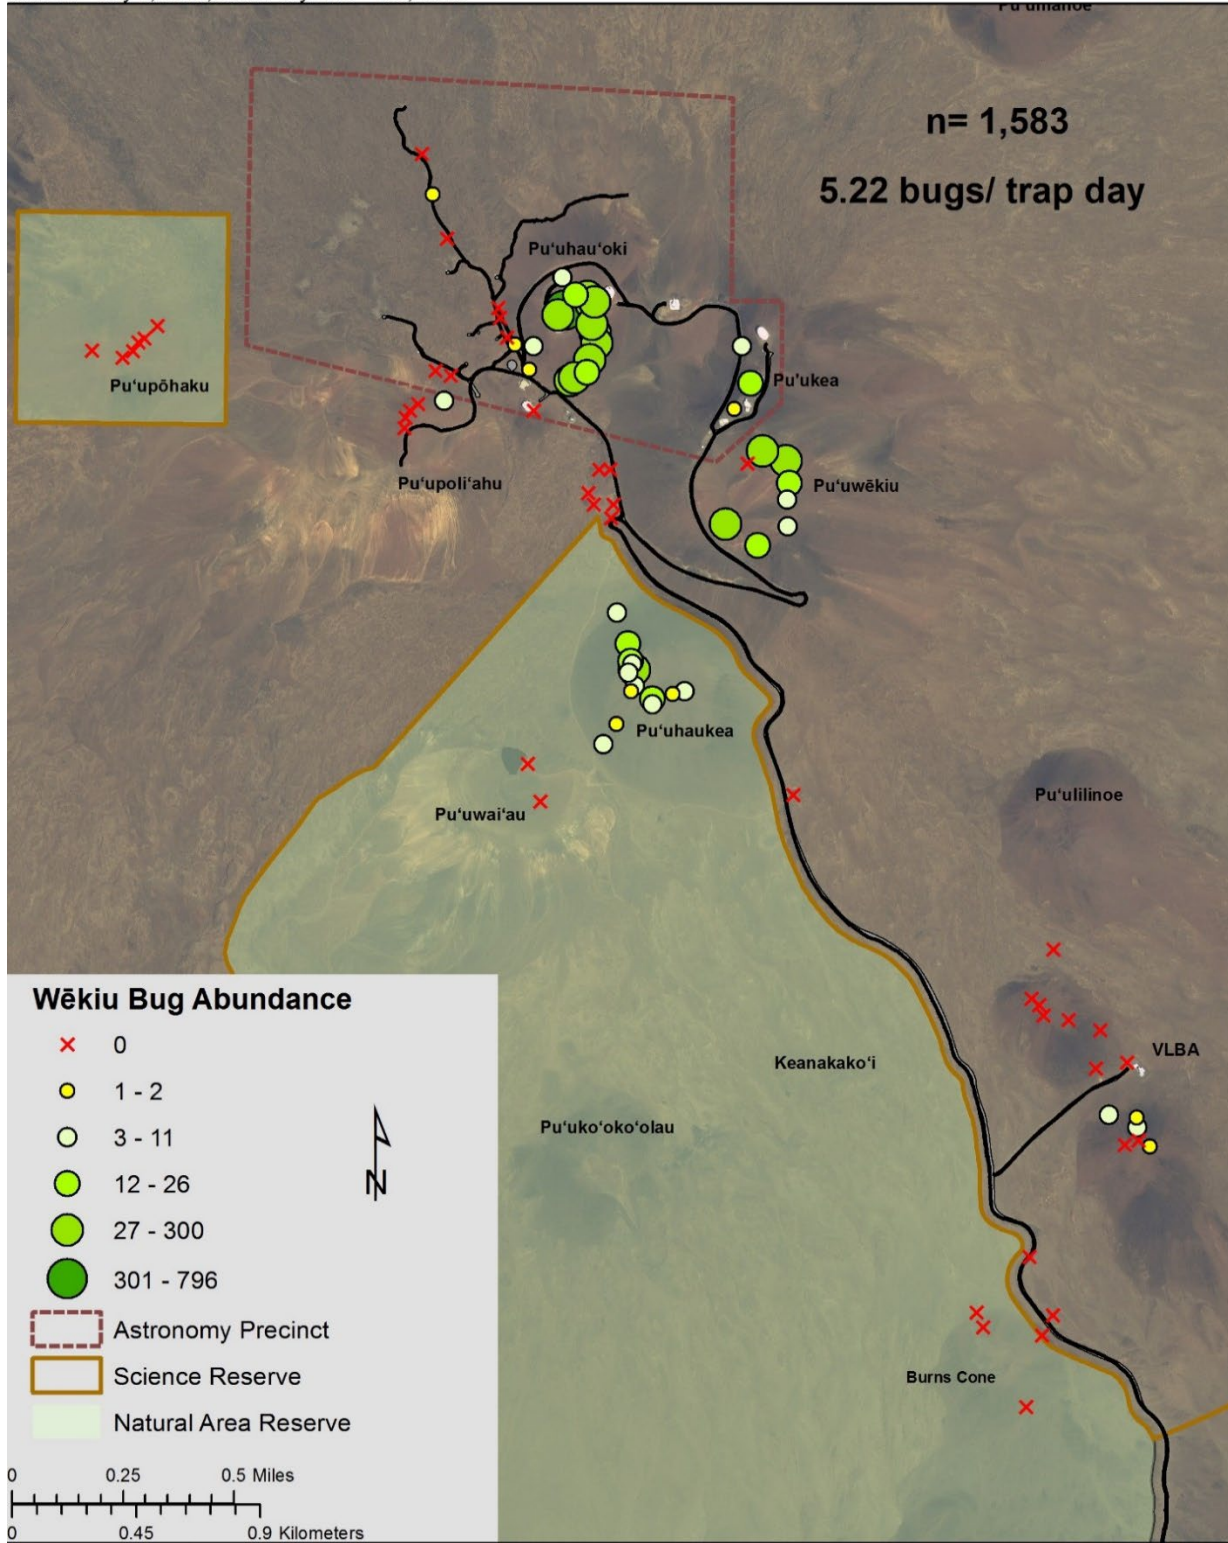 Pu'uhau'oki
n= 1,583
5.22 bugs/ trap day
Pu'upōhaku
Pu'ukea
Pu'upoli'ahu
Pu'uwēkiu
Pu'uhaukea
Pu'uwai'au
Pu'ulilinoe
VLBA
Keanakako'i
Pu'uko'oko'olau
Burns Cone
Wēkiu Bug Abundance
0
1 - 2
3 - 11
12 - 26
27 - 300
301 - 796
Astronomy Precinct
Science Reserve
Natural Area Reserve
N
0 0.25 0.5 Miles
0 0.45 0.9 Kilometers